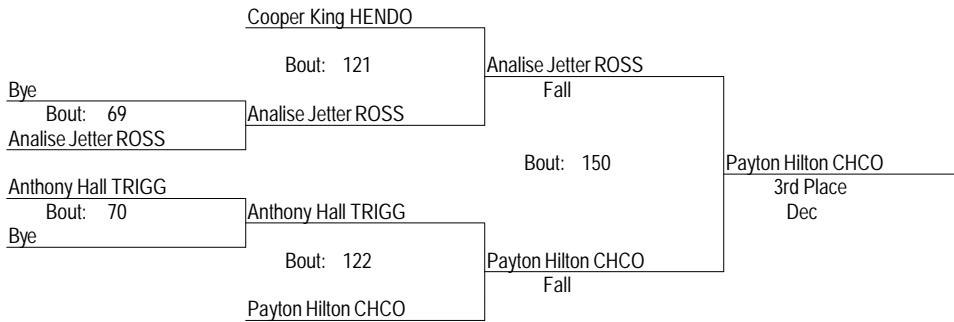 Cooper King HENDO
Bout: 121
Analise Jetter ROSS
Fall
Bye
Bout: 69
Analise Jetter ROSS
Analise Jetter ROSS
Bout: 150
Payton Hilton CHCO
3rd Place
Dec
Anthony Hall TRIGG
Bout: 70
Anthony Hall TRIGG
Bye
Bout: 122
Payton Hilton CHCO
Fall
Payton Hilton CHCO